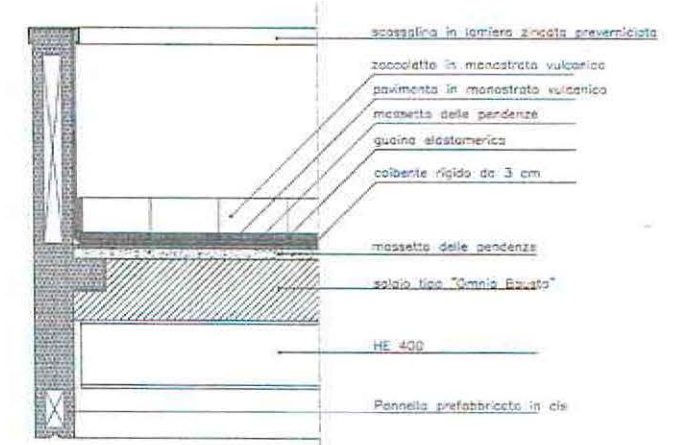 scossalina in lamiera zincata preverniciata
zoccoletto in monostrato vulcanico
pavimento in monostrato vulcanico
massetto delle pendenze
guaina elastomerica
coibente rigido da 3 cm
massetto delle pendenze
solaio tipo "Omnia Bausta"
HE 400
Pannello prefabbricato in cls